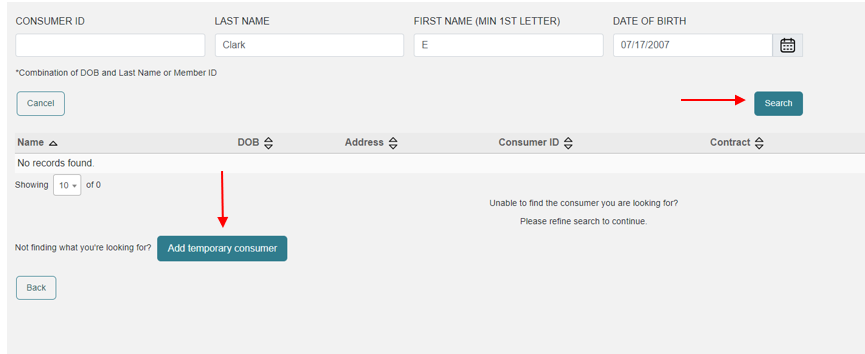 CONSUMER ID LAST NAME FIRST NAME (MIN 1ST LETTER) DATE OF BIRTH
Clark E 07/17/2007
*Combination of DOB and Last Name or Member ID
Cancel Search
Name DOB Address Consumer ID Contract
No records found.
Showing 10 of 0
Unable to find the consumer you are looking for?
Please refine search to continue.
Not finding what you're looking for? Add temporary consumer
Back